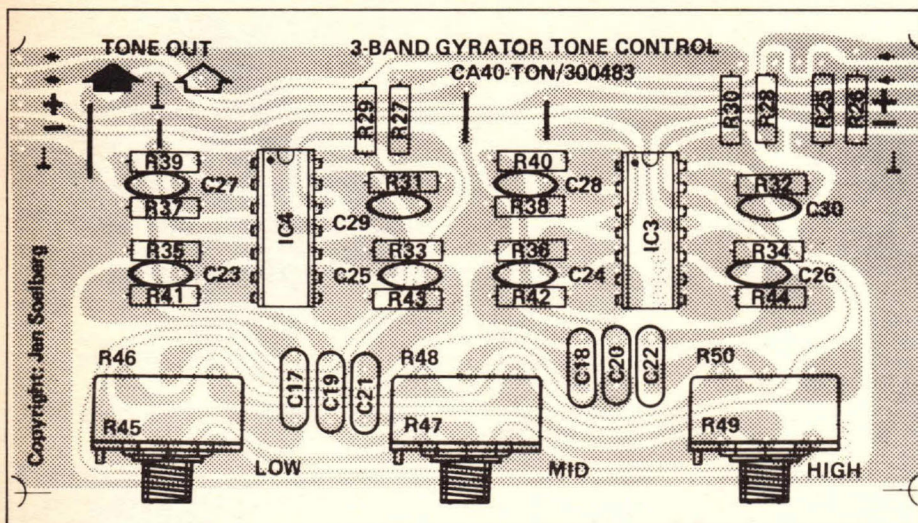 TONE OUT
3-BAND GYRATOR TONE CONTROL
CA40-TON/300483
R29
R27
R30
R28
R25
R26
R39
C27
R37
R35
C23
R41
IC4
C29
R31
C25
R33
R43
R40
C28
R38
R36
C24
R42
IC3
R32
C30
R34
C26
R44
Copyright: Jan Soelberg
R46
R45
LOW
C17
C19
C21
R48
R47
MID
C18
C20
C22
R50
R49
HIGH